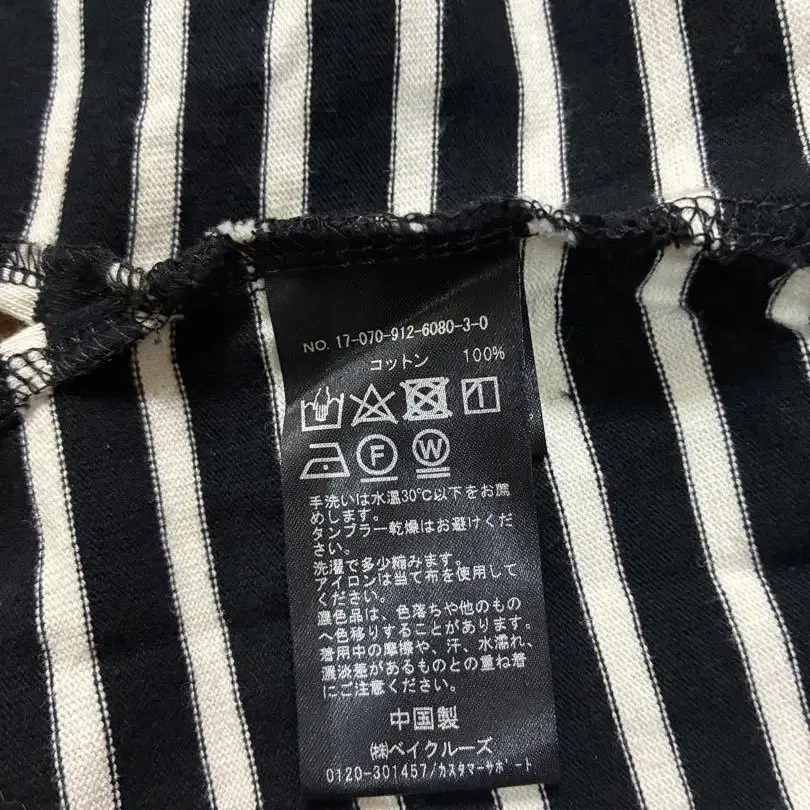 NO. 17-070-912-6080-3-0
コットン 100%
F W
手洗いは水温30℃以下をお薦
めします。
タンブラー乾燥はお避けくだ
さい。
洗濯で多少縮みます。
アイロンは当て布を使用して
ください。
濃色品は、色落ちや他のもの
へ色移りすることがあります。
着用中の摩擦や、汗、水濡れ、
濃淡差があるものとの重ね着
にご注意ください。
中国製
㈱ベイクルーズ
0120-301457/カスタマーサポート